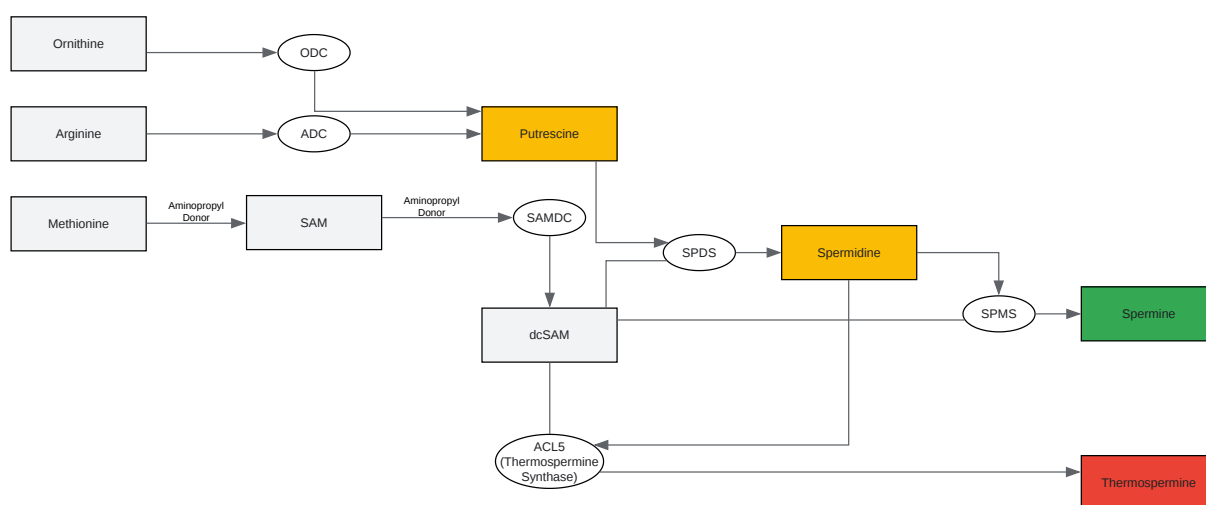 Ornithine
ODC
Arginine
ADC
Putrescine
Methionine
Aminopropyl
Donor
SAM
Aminopropyl
Donor
SAMDC
SPDS
Spermidine
dcSAM
SPMS
Spermine
ACL5
(Thermospermine
Synthase)
Thermospermine